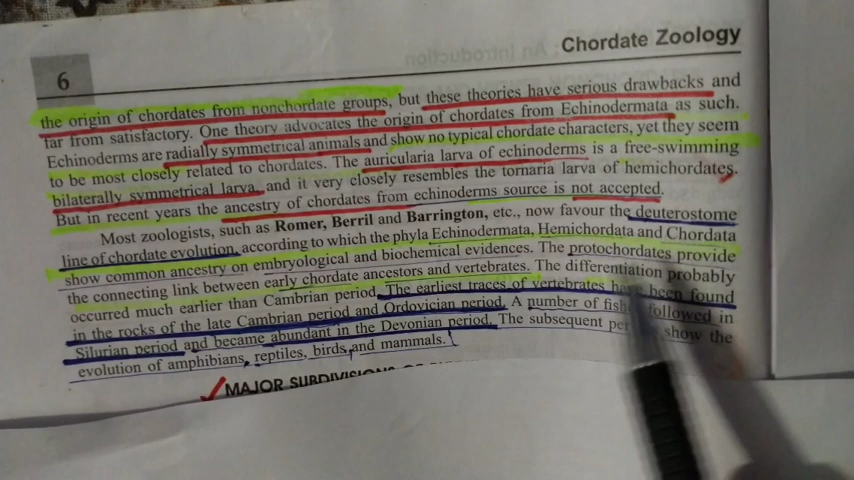 Chordate Zoology
6
the origin of chordates from nonchordate groups, but these theories have serious drawbacks and
far from satisfactory. One theory advocates the origin of chordates from Echinodermata as such.
Echinoderms are radially symmetrical animals and show no typical chordate characters, yet they seem
to be most closely related to chordates. The auricularia larva of echinoderms is a free-swimming
bilaterally symmetrical larva, and it very closely resembles the tornaria larva of hemichordates.
But in recent years the ancestry of chordates from echinoderms source is not accepted.
Most zoologists, such as Romer, Berril and Barrington, etc., now favour the deuterostome
line of chordate evolution, according to which the phyla Echinodermata, Hemichordata and Chordata
show common ancestry on embryological and biochemical evidences. The protochordates provide
the connecting link between early chordate ancestors and vertebrates. The differentiation probably
occurred much earlier than Cambrian period. The earliest traces of vertebrates have been found
in the rocks of the late Cambrian period and Ordovician period. A number of followed in
Silurian period and became abundant in the Devonian period. The subsequent show the
evolution of amphibians, reptiles, birds and mammals.
MAJOR SUBDIVISIONS